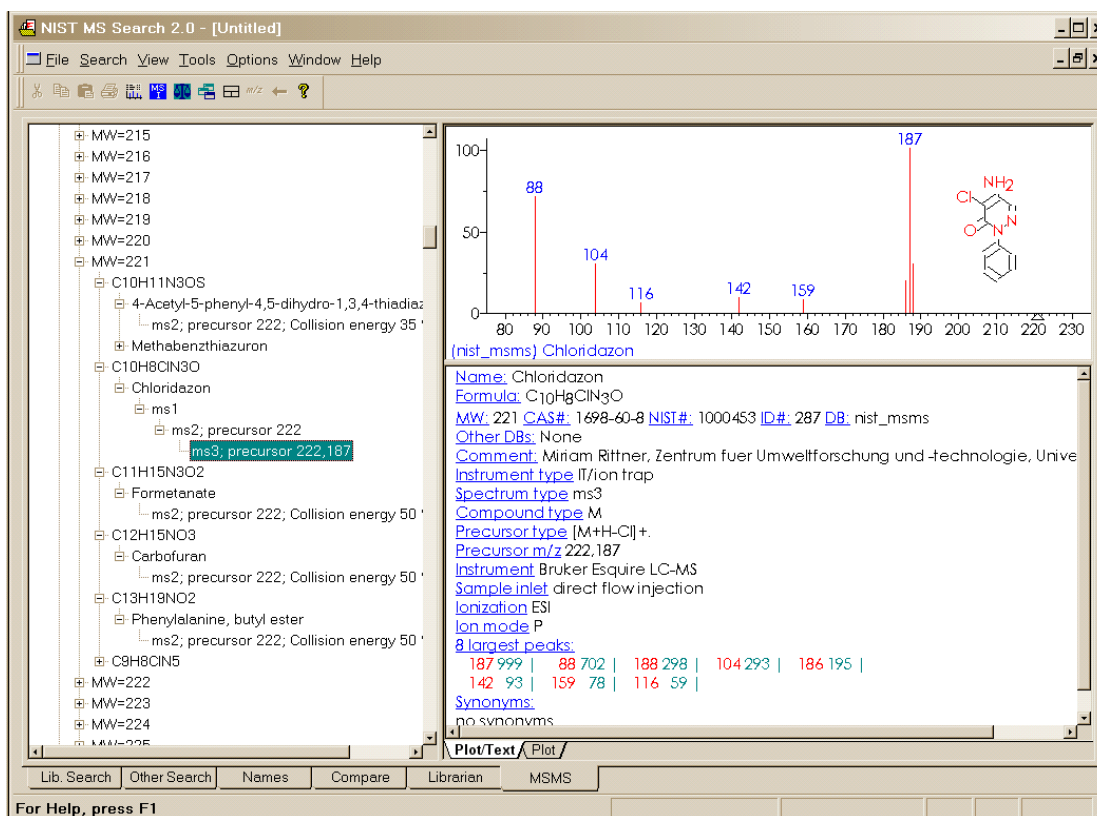 NIST MS Search 2.0 - [Untitled]
File Search View Tools Options Window Help
MS
I
m/z
?
MW=215
MW=216
MW=217
MW=218
MW=219
MW=220
MW=221
C10H11N3OS
4-Acetyl-5-phenyl-4,5-dihydro-1,3,4-thiadiaz
ms2; precursor 222; Collision energy 35
Methabenzthiazuron
C10H8ClN3O
Chloridazon
ms1
ms2; precursor 222
ms3; precursor 222,187
C11H15N3O2
Formetanate
ms2; precursor 222; Collision energy 50
C12H15NO3
Carbofuran
ms2; precursor 222; Collision energy 50
C13H19NO2
Phenylalanine, butyl ester
ms2; precursor 222; Collision energy 50
C9H8ClN5
MW=222
MW=223
MW=224
MW=225
100
50
0
88
104
116
142
159
187
NH2
Cl
N
O
N
80 90 100 110 120 130 140 150 160 170 180 190 200 210 220 230
(nist_msms) Chloridazon
Name: Chloridazon
Formula: C10H8ClN3O
MW: 221 CAS#: 1698-60-8 NIST#: 1000453 ID#: 287 DB: nist_msms
Other DBs: None
Comment: Miriam Rittner, Zentrum fuer Umweltforschung und -technologie, Unive
Instrument type IT/ion trap
Spectrum type ms3
Compound type M
Precursor type [M+H-Cl]+.
Precursor m/z 222,187
Instrument Bruker Esquire LC-MS
Sample inlet direct flow injection
Ionization ESI
Ion mode P
8 largest peaks:
187 999 | 88 702 | 188 298 | 104 293 | 186 195 |
142 93 | 159 78 | 116 59 |
Synonyms:
no synonyms
Plot/Text Plot
Lib. Search Other Search Names Compare Librarian MSMS
For Help, press F1